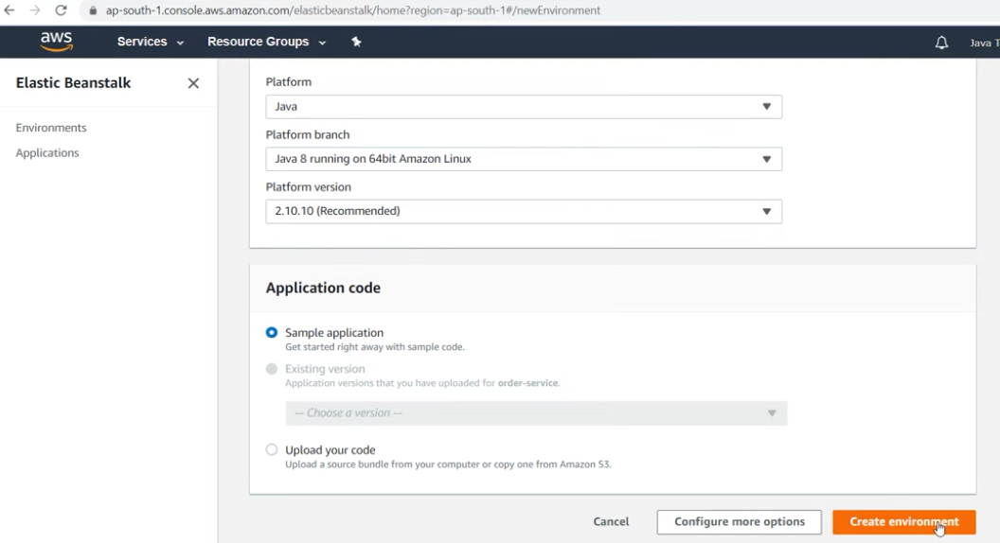 ap-south-1.console.aws.amazon.com/elasticbeanstalk/home?region=ap-south-1#/newEnvironment
aws
Services
Resource Groups
Java T
Elastic Beanstalk
Environments
Applications
Platform
Java
Platform branch
Java 8 running on 64bit Amazon Linux
Platform version
2.10.10 (Recommended)
Application code
Sample application
Get started right away with sample code.
Existing version
Application versions that you have uploaded for order-service.
-- Choose a version --
Upload your code
Upload a source bundle from your computer or copy one from Amazon S3.
Cancel
Configure more options
Create environment